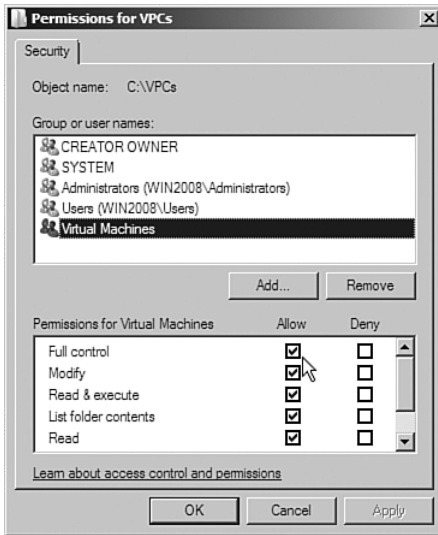 Permissions for VPCs
Security
Object name: C:\VPCs
Group or user names:
CREATOR OWNER
SYSTEM
Administrators (WIN2008\Administrators)
Users (WIN2008\Users)
Virtual Machines
Add... Remove
Permissions for Virtual Machines Allow Deny
Full control
Modify
Read & execute
List folder contents
Read
Learn about access control and permissions
OK Cancel Apply